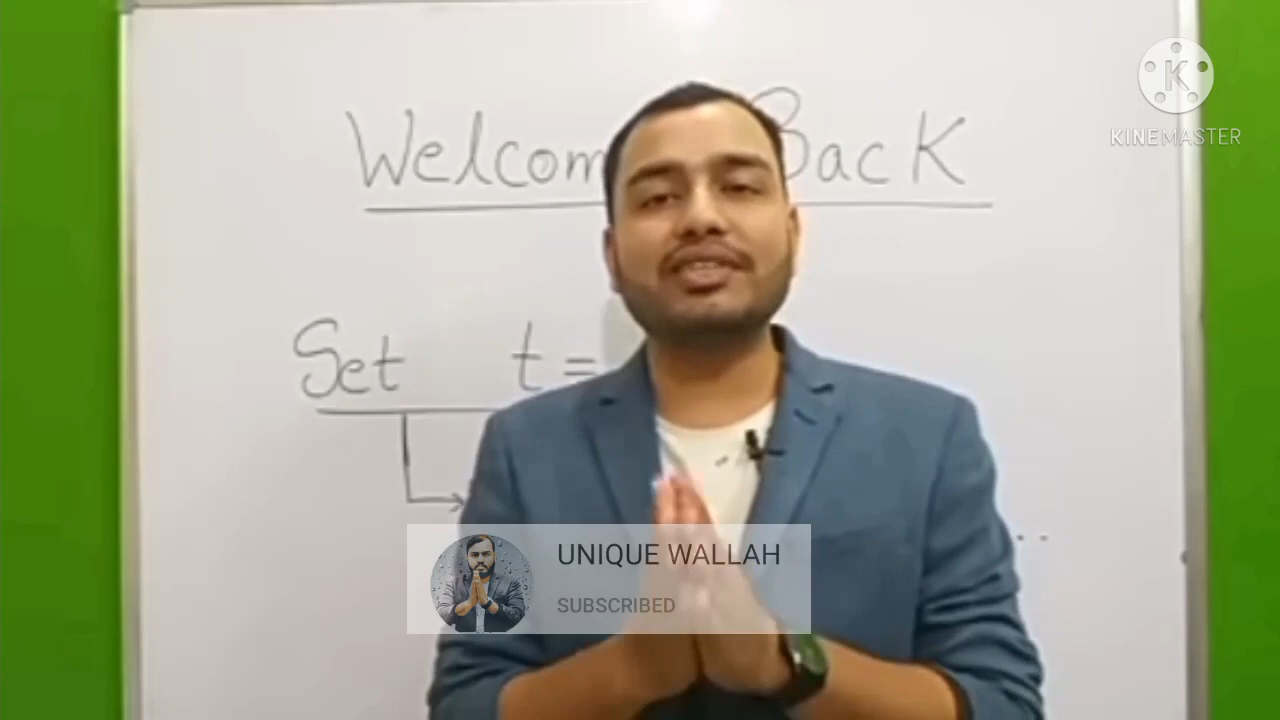 Welcom Back
K
KINEMASTER
Set t =
UNIQUE WALLAH
SUBSCRIBED